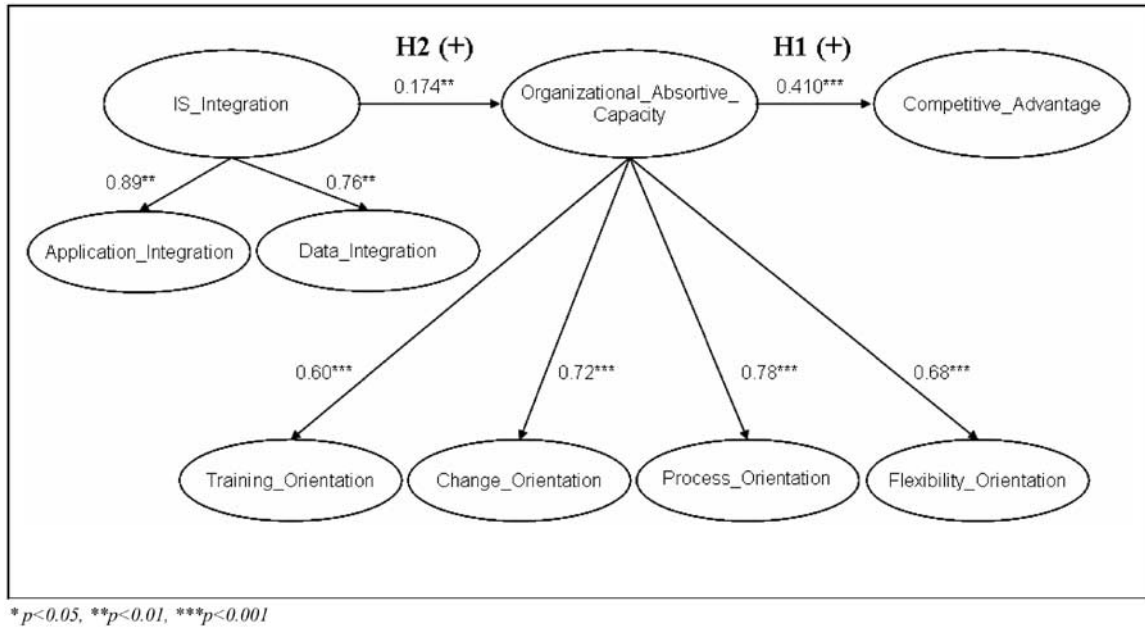 H2 (+)
H1 (+)
IS_Integration
0.174**
Organizational_Absortive_
Capacity
0.410***
Competitive_Advantage
0.89**
0.76**
Application_Integration
Data_Integration
0.60***
0.72***
0.78***
0.68***
Training_Orientation
Change_Orientation
Process_Orientation
Flexibility_Orientation
* p<0.05, **p<0.01, ***p<0.001